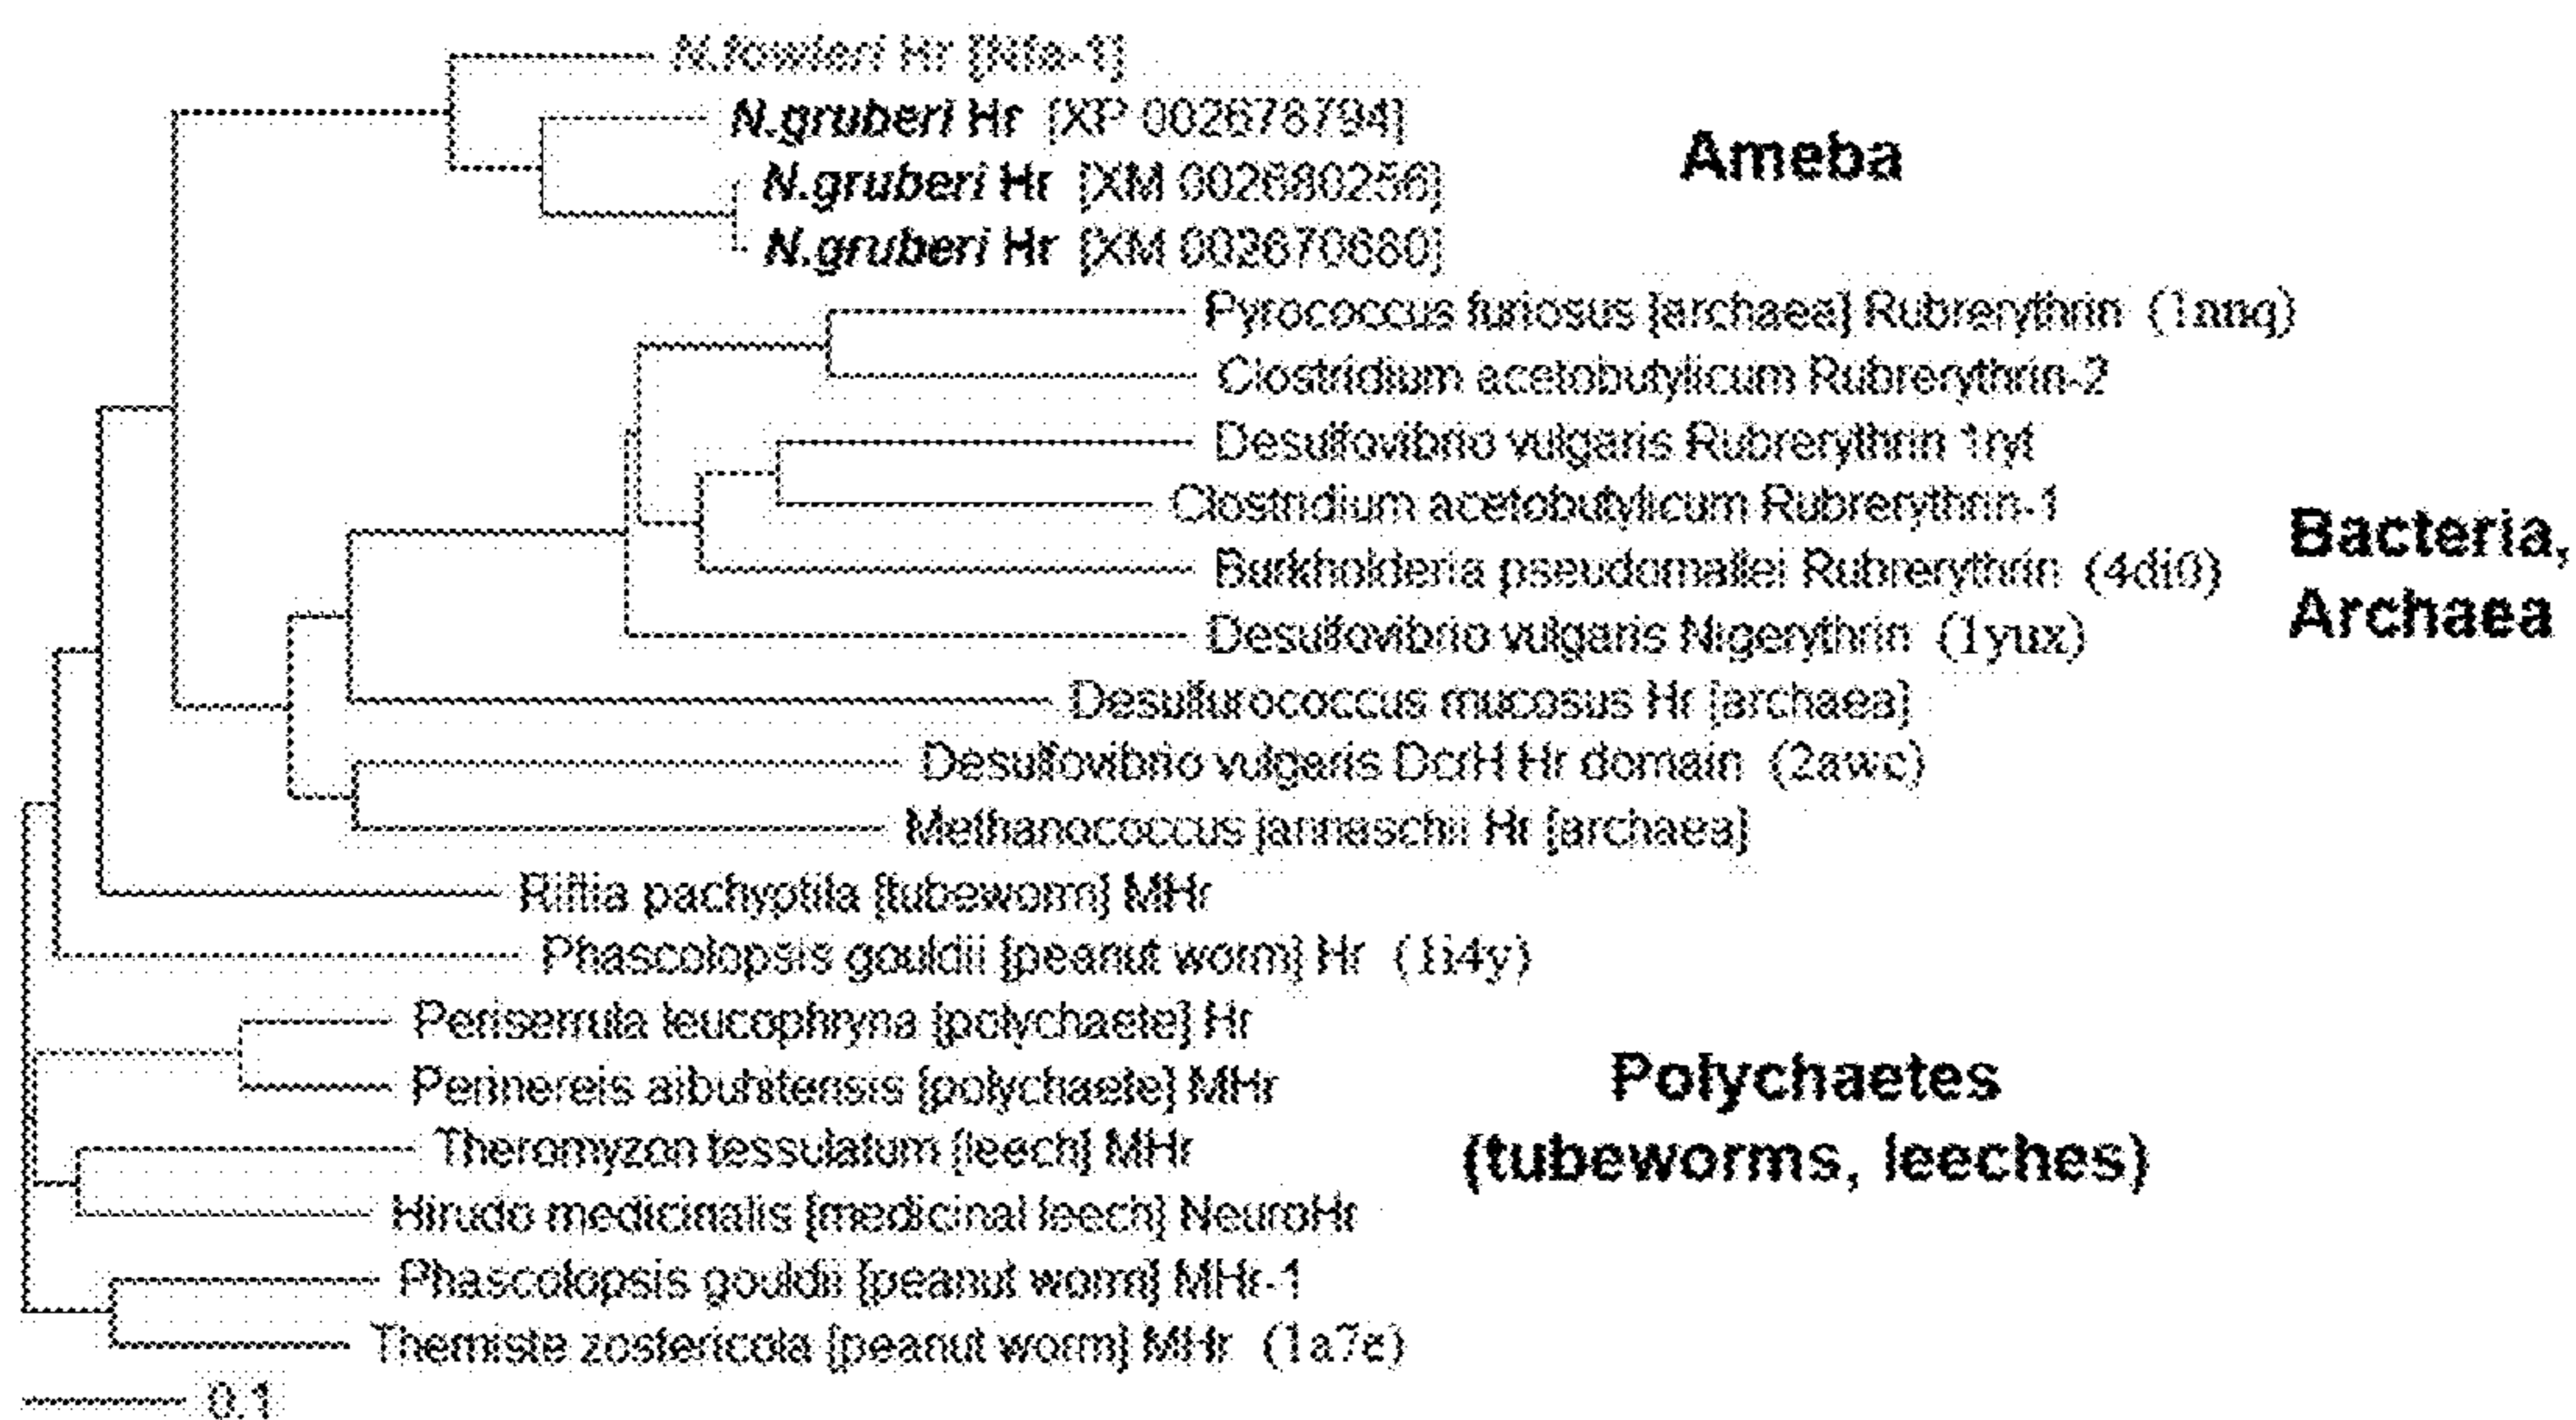 N.fowleri Hr [Nfa-1]
N.gruberi Hr [XP 002678794]
Ameba
N.gruberi Hr [XM 002680256]
N.gruberi Hr [XM 002670680]
Pyrococcus furiosus [archaea] Rubrerythrin (1nnq)
Clostridium acetobutylicum Rubrerythrin-2
Desulfovibrio vulgaris Rubrerythrin 1ryt
Clostridium acetobutylicum Rubrerythrin-1
Bacteria,
Archaea
Burkholderia pseudomallei Rubrerythrin (4di0)
Desulfovibrio vulgaris Nigerythrin (1yux)
Desulfurococcus mucosus Hr [archaea]
Desulfovibrio vulgaris DcrH Hr domain (2awc)
Methanococcus jannaschii Hr [archaea]
Riftia pachyptila [tubeworm] MHr
Phascolopsis gouldii [peanut worm] Hr (1i4y)
Periserrula leucophryna [polychaete] Hr
Perinereis aibuhitensis [polychaete] MHr
Polychaetes
(tubeworms, leeches)
Theromyzon tessulatum [leech] MHr
Hirudo medicinalis [medicinal leech] NeuroHr
Phascolopsis gouldii [peanut worm] MHr-1
Themiste zostericola [peanut worm] MHr (1a7e)
0.1